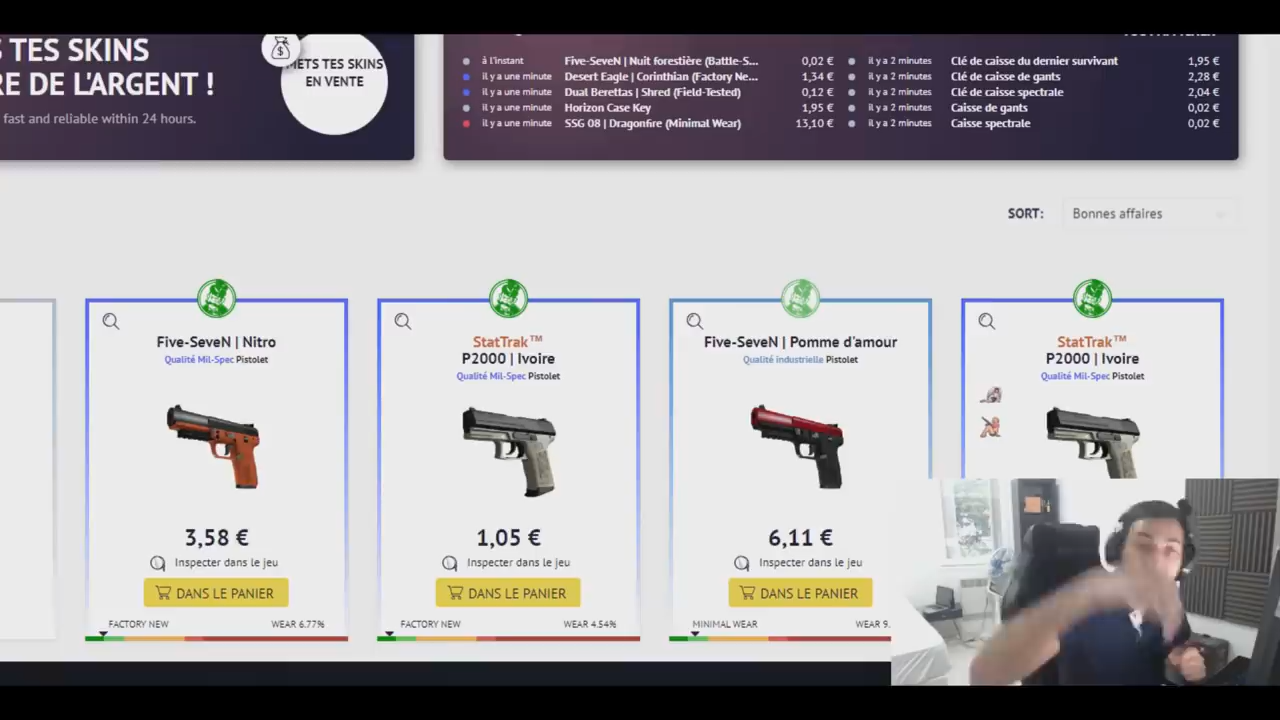 S TES SKINS
RE DE L'ARGENT !
fast and reliable within 24 hours.
METS TES SKINS
EN VENTE
à l'instant Five-SeveN | Nuit forestière (Battle-S... 0,02 €
il y a une minute Desert Eagle | Corinthian (Factory Ne... 1,34 €
il y a une minute Dual Berettas | Shred (Field-Tested) 0,12 €
il y a une minute Horizon Case Key 1,95 €
il y a une minute SSG 08 | Dragonfire (Minimal Wear) 13,10 €
il y a 2 minutes Clé de caisse du dernier survivant 1,95 €
il y a 2 minutes Clé de caisse de gants 2,28 €
il y a 2 minutes Clé de caisse spectrale 2,04 €
il y a 2 minutes Caisse de gants 0,02 €
il y a 2 minutes Caisse spectrale 0,02 €
SORT: Bonnes affaires
Five-SeveN | Nitro
Qualité Mil-Spec Pistolet
3,58 €
Inspecter dans le jeu
DANS LE PANIER
FACTORY NEW WEAR 6.77%
StatTrak™
P2000 | Ivoire
Qualité Mil-Spec Pistolet
1,05 €
Inspecter dans le jeu
DANS LE PANIER
FACTORY NEW WEAR 4.54%
Five-SeveN | Pomme d'amour
Qualité industrielle Pistolet
6,11 €
Inspecter dans le jeu
DANS LE PANIER
MINIMAL WEAR WEAR 9.
StatTrak™
P2000 | Ivoire
Qualité Mil-Spec Pistolet